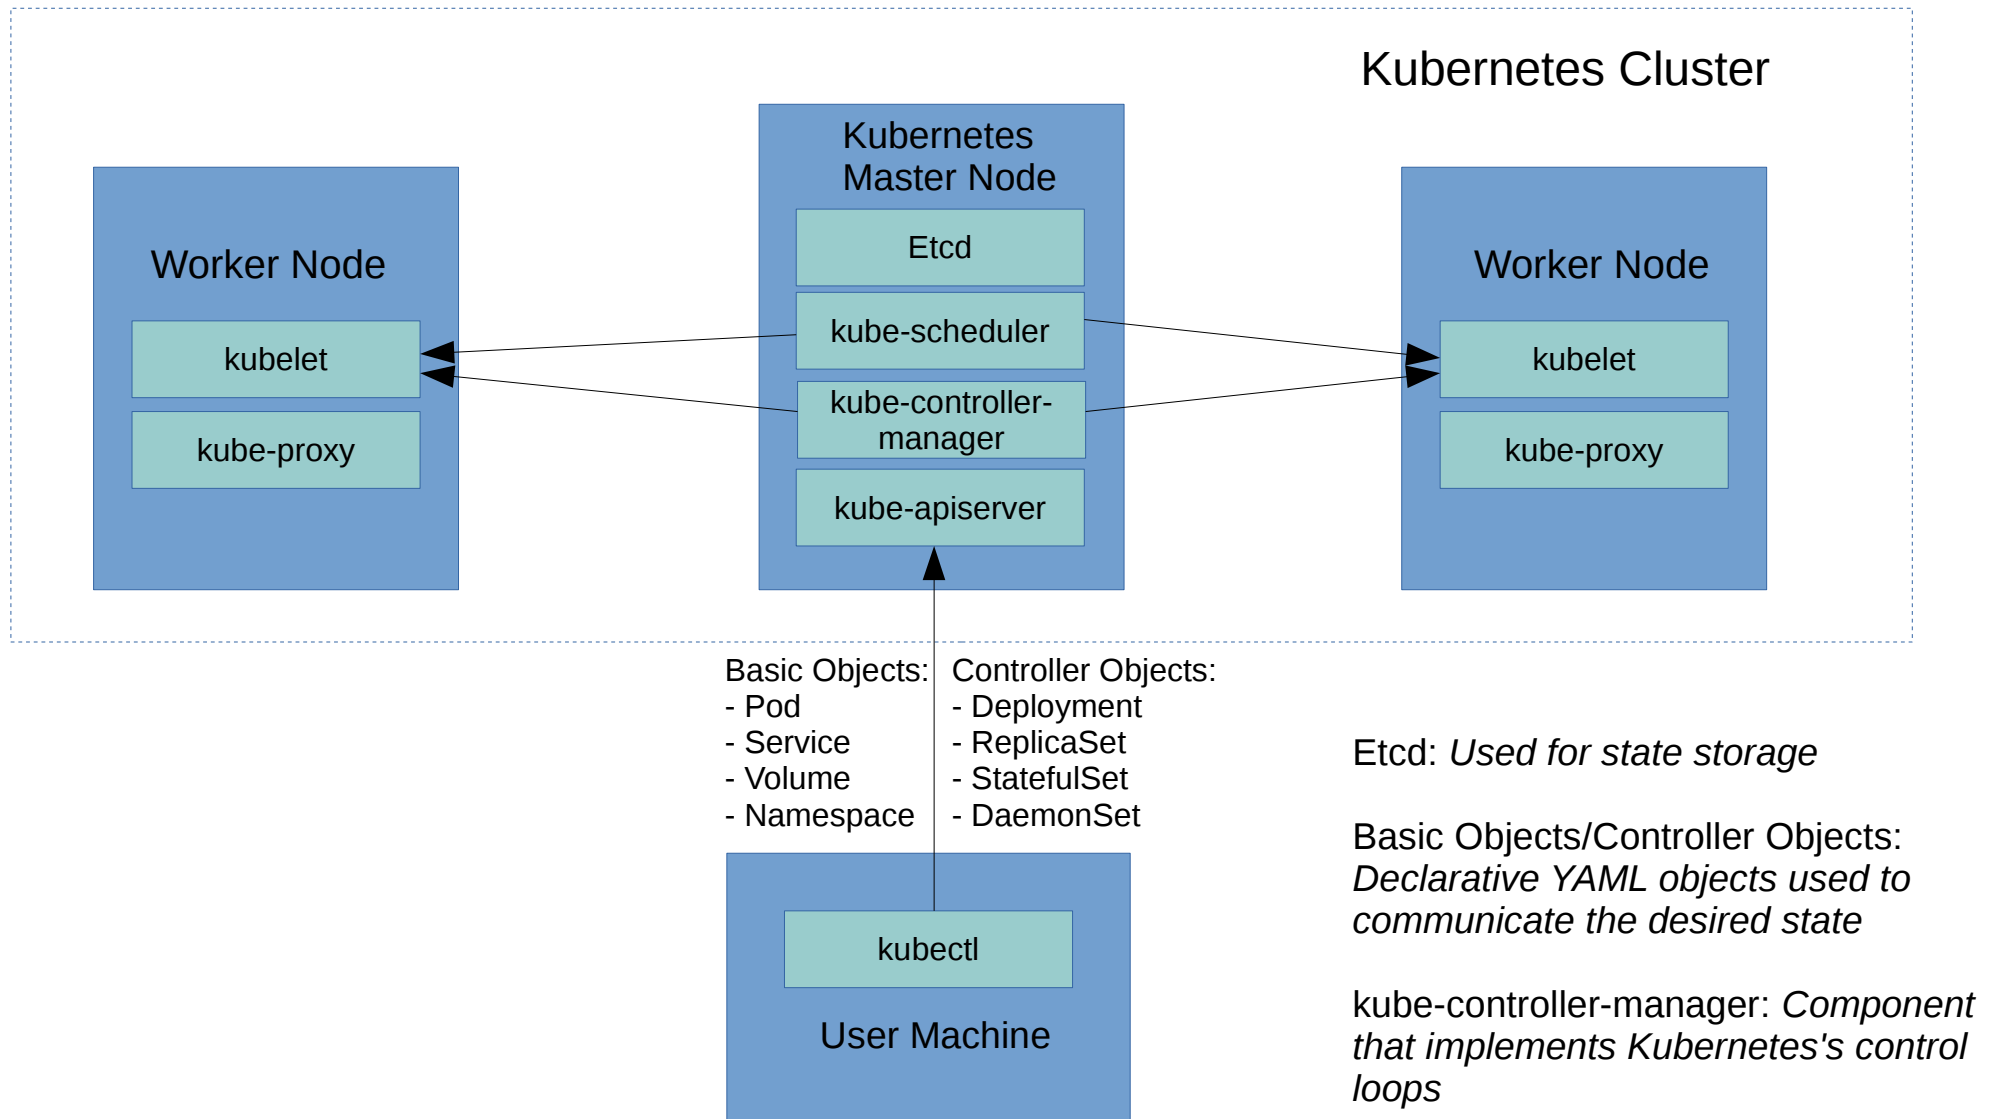 Kubernetes Cluster
Kubernetes
Master Node
Etcd
kube-scheduler
kube-controller-
manager
kube-apiserver
Worker Node
kubelet
kube-proxy
Worker Node
kubelet
kube-proxy
Basic Objects:
- Pod
- Service
- Volume
- Namespace
Controller Objects:
- Deployment
- ReplicaSet
- StatefulSet
- DaemonSet
kubectl
User Machine
Etcd: Used for state storage
Basic Objects/Controller Objects:
Declarative YAML objects used to
communicate the desired state
kube-controller-manager: Component
that implements Kubernetes's control
loops